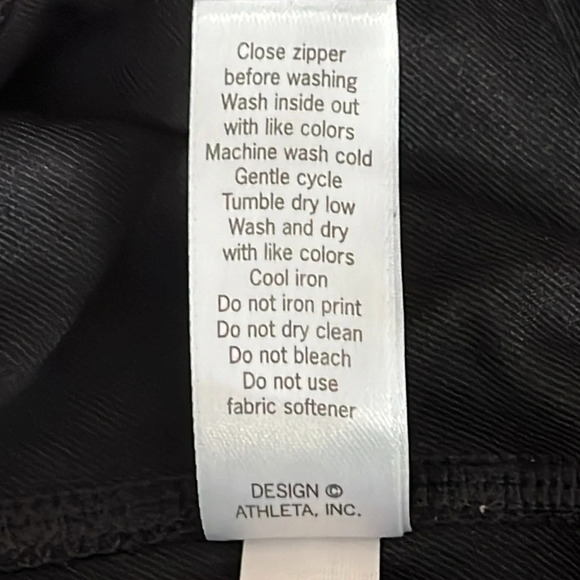 Close zipper
before washing
Wash inside out
with like colors
Machine wash cold
Gentle cycle
Tumble dry low
Wash and dry
with like colors
Cool iron
Do not iron print
Do not dry clean
Do not bleach
Do not use
fabric softener
DESIGN ©
ATHLETA, INC.